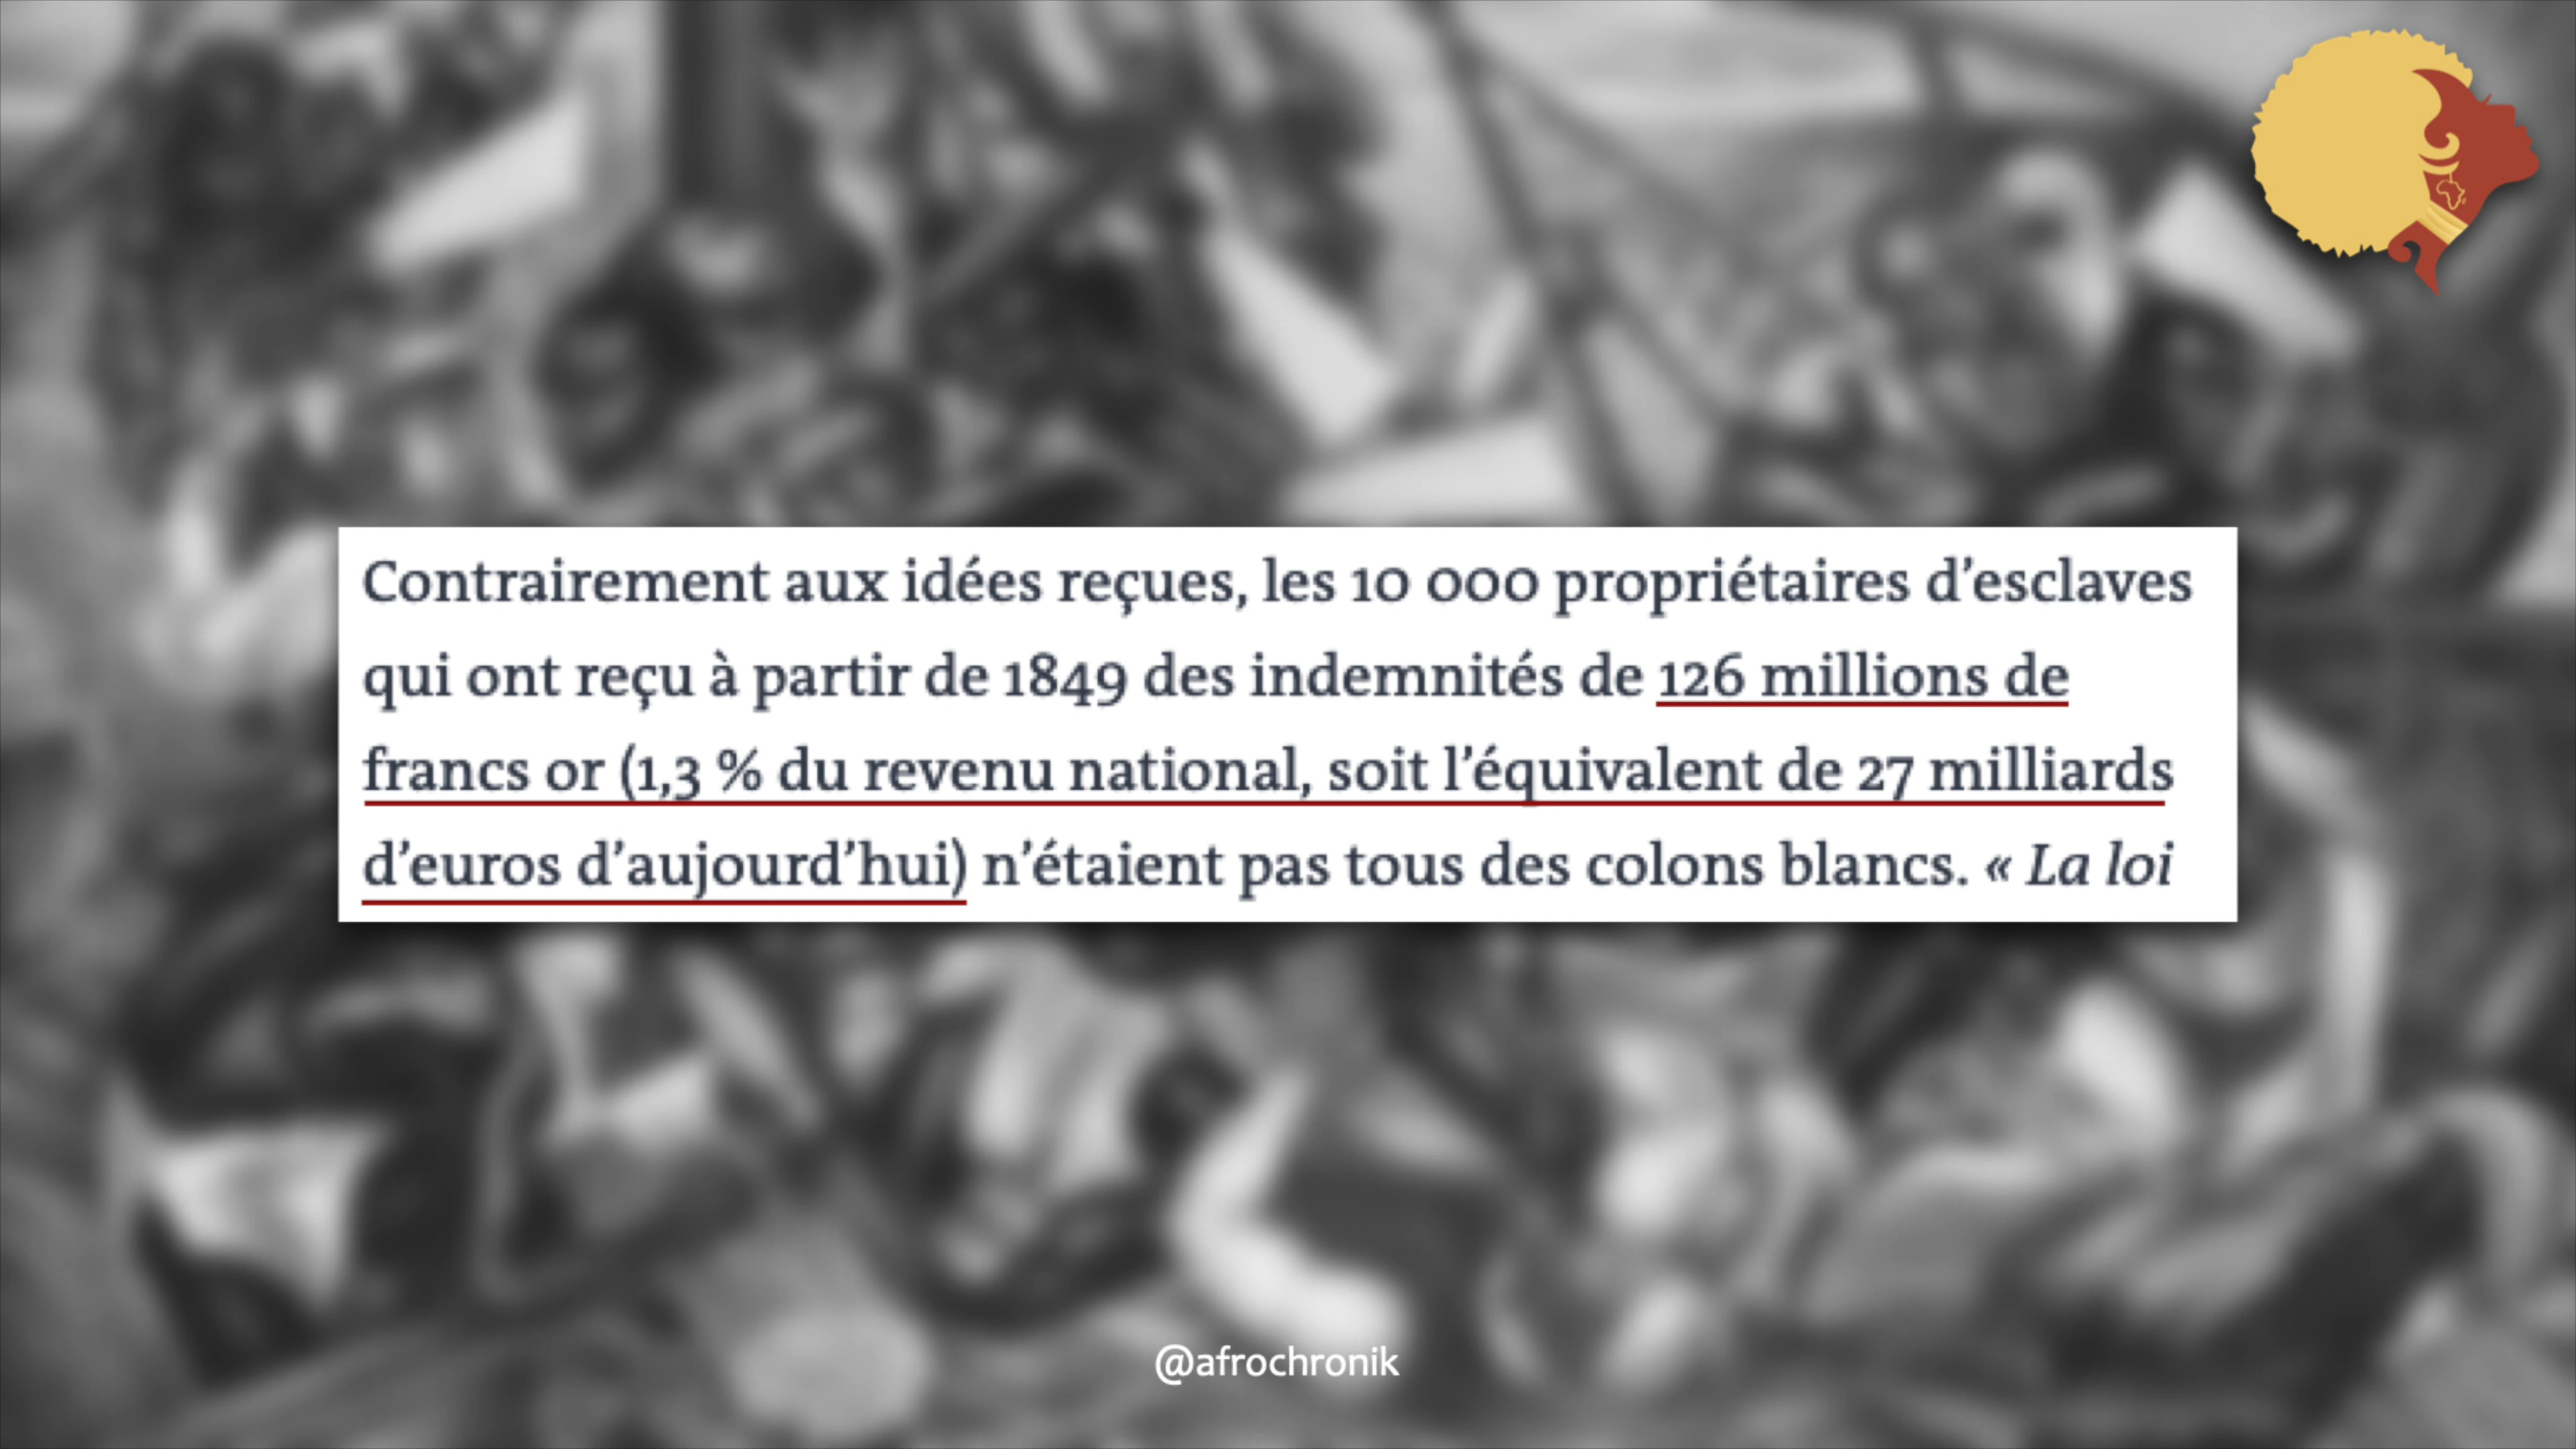 Contrairement aux idées reçues, les 10 000 propriétaires d’esclaves
qui ont reçu à partir de 1849 des indemnités de 126 millions de
francs or (1,3 % du revenu national, soit l’équivalent de 27 milliards
d’euros d’aujourd’hui) n’étaient pas tous des colons blancs. « La loi
@afrochronik